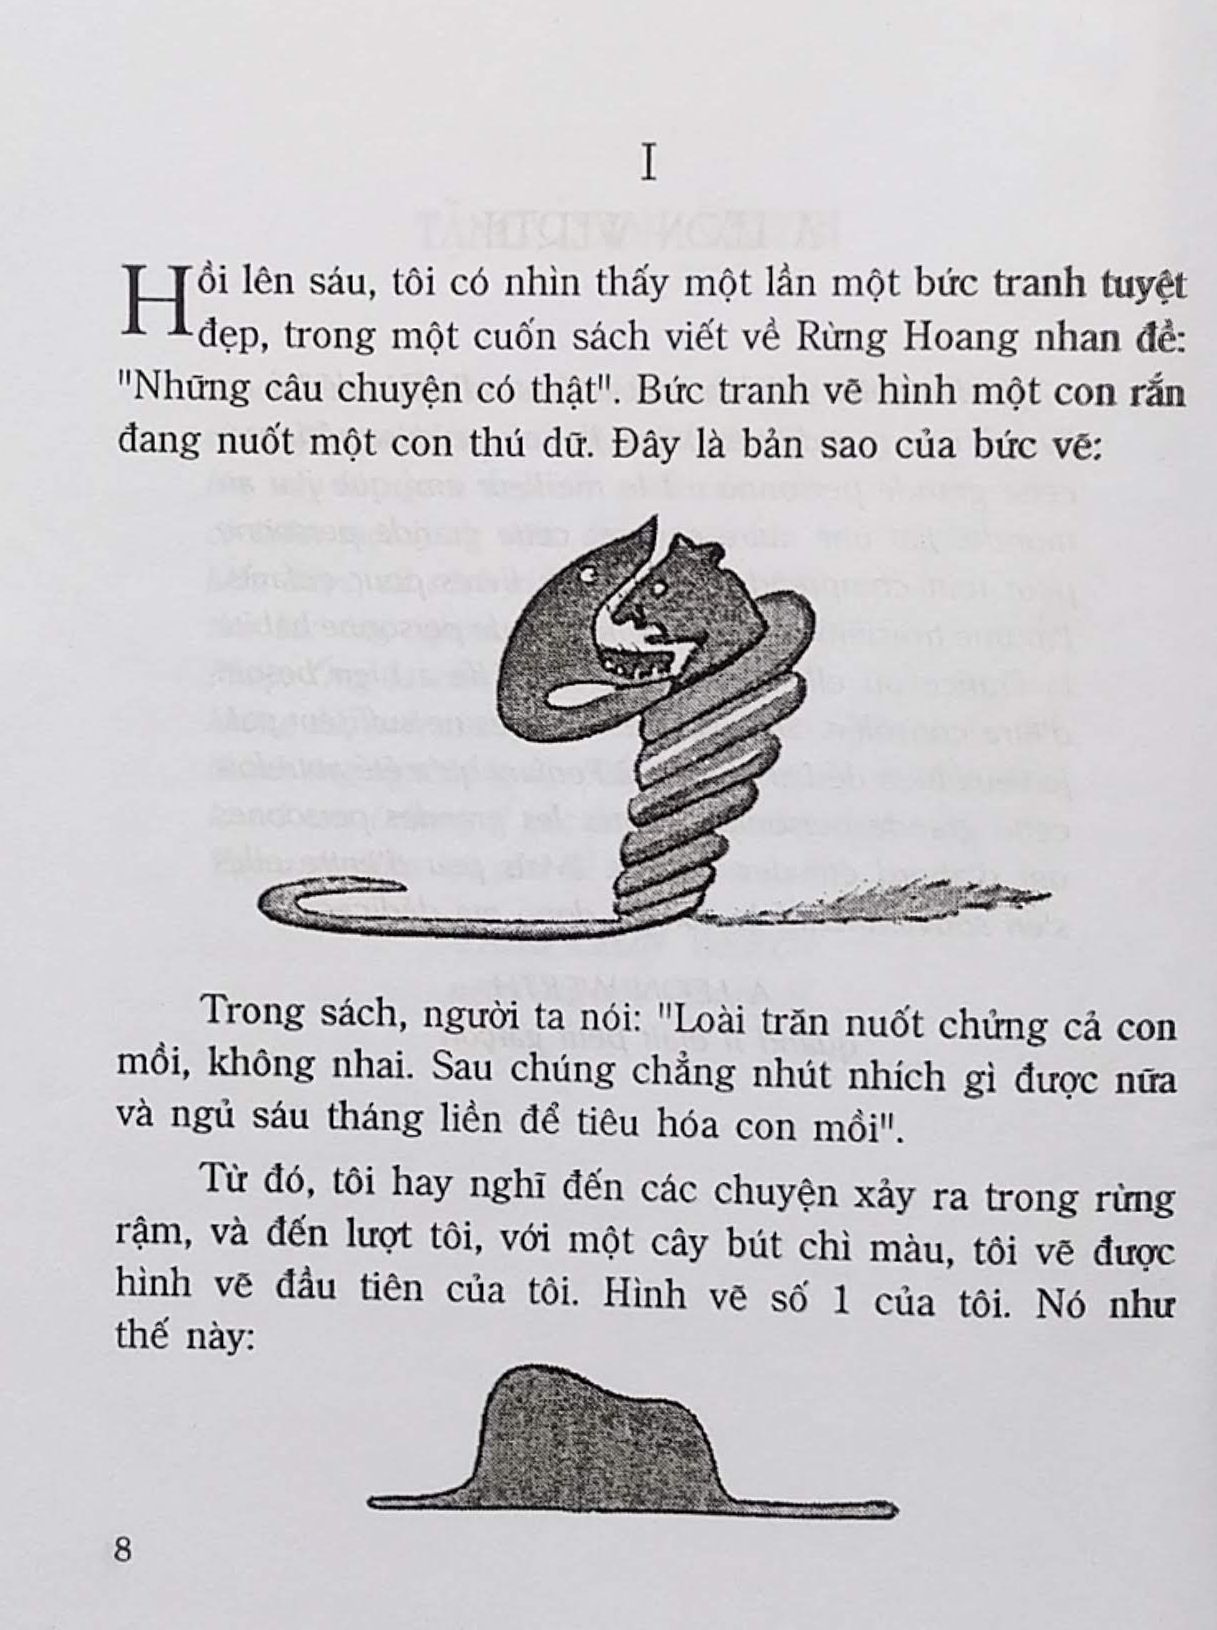 I
Hồi lên sáu, tôi có nhìn thấy một lần một bức tranh tuyệt
đẹp, trong một cuốn sách viết về Rừng Hoang nhan đề:
"Những câu chuyện có thật". Bức tranh vẽ hình một con rắn
đang nuốt một con thú dữ. Đây là bản sao của bức vẽ:
Trong sách, người ta nói: "Loài trăn nuốt chửng cả con
mồi, không nhai. Sau chúng chẳng nhút nhích gì được nữa
và ngủ sáu tháng liền để tiêu hóa con mồi".
Từ đó, tôi hay nghĩ đến các chuyện xảy ra trong rừng
rậm, và đến lượt tôi, với một cây bút chì màu, tôi vẽ được
hình vẽ đầu tiên của tôi. Hình vẽ số 1 của tôi. Nó như
thế này:
8